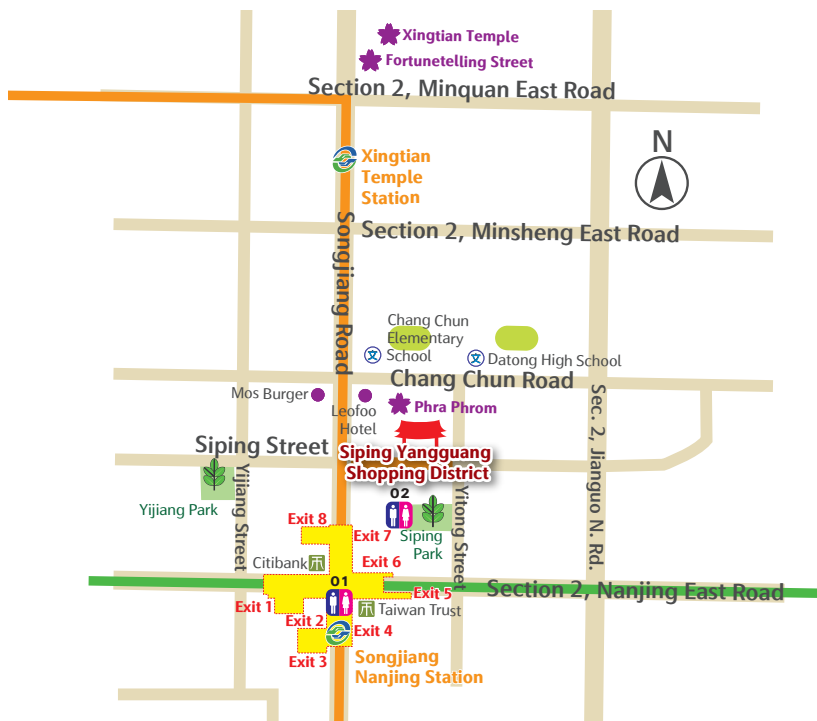 Xingtian Temple
Fortunetelling Street
Section 2, Minquan East Road
N
Xingtian
Temple
Station
Songjiang Road
Section 2, Minsheng East Road
Chang Chun
Elementary
文 School
文 Datong High School
Chang Chun Road
Mos Burger
Leofoo
Hotel
Phra Phrom
Sec. 2, Jianguo N. Rd.
Siping Street
Siping Yangguang
Shopping District
Yijiang Park
Yijiang Street
02
Siping
Park
Yitong Street
Exit 8
Exit 7
Citibank
Exit 6
01
Section 2, Nanjing East Road
Exit 5
Exit 1
Taiwan Trust
Exit 2
Exit 4
Exit 3
Songjiang
Nanjing Station